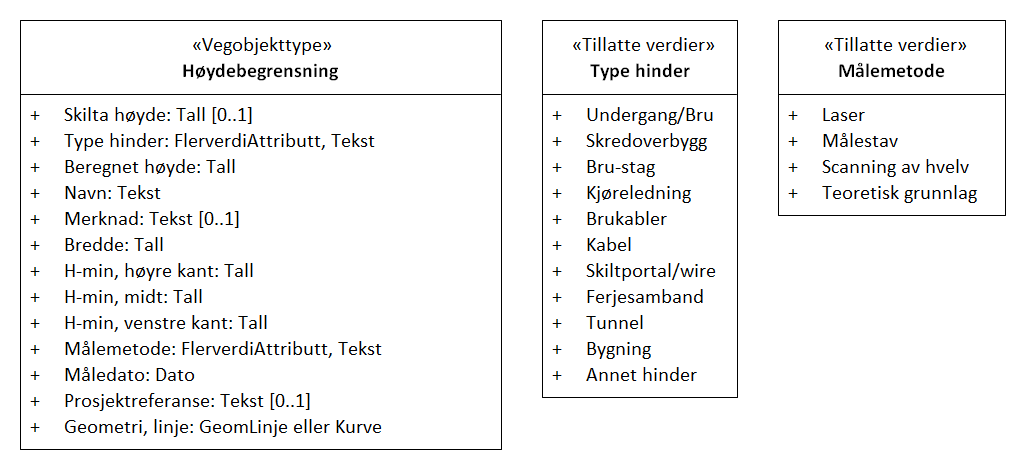 «Vegobjekttype»
Høydebegrensning
+ Skilta høyde: Tall [0..1]
+ Type hinder: FlerverdiAttributt, Tekst
+ Beregnet høyde: Tall
+ Navn: Tekst
+ Merknad: Tekst [0..1]
+ Bredde: Tall
+ H-min, høyre kant: Tall
+ H-min, midt: Tall
+ H-min, venstre kant: Tall
+ Målemetode: FlerverdiAttributt, Tekst
+ Måledato: Dato
+ Prosjektreferanse: Tekst [0..1]
+ Geometri, linje: GeomLinje eller Kurve
«Tillatte verdier»
Type hinder
+ Undergang/Bru
+ Skredoverbygg
+ Bru-stag
+ Kjøreledning
+ Brukabler
+ Kabel
+ Skiltportal/wire
+ Ferjesamband
+ Tunnel
+ Bygning
+ Annet hinder
«Tillatte verdier»
Målemetode
+ Laser
+ Målestav
+ Scanning av hvelv
+ Teoretisk grunnlag